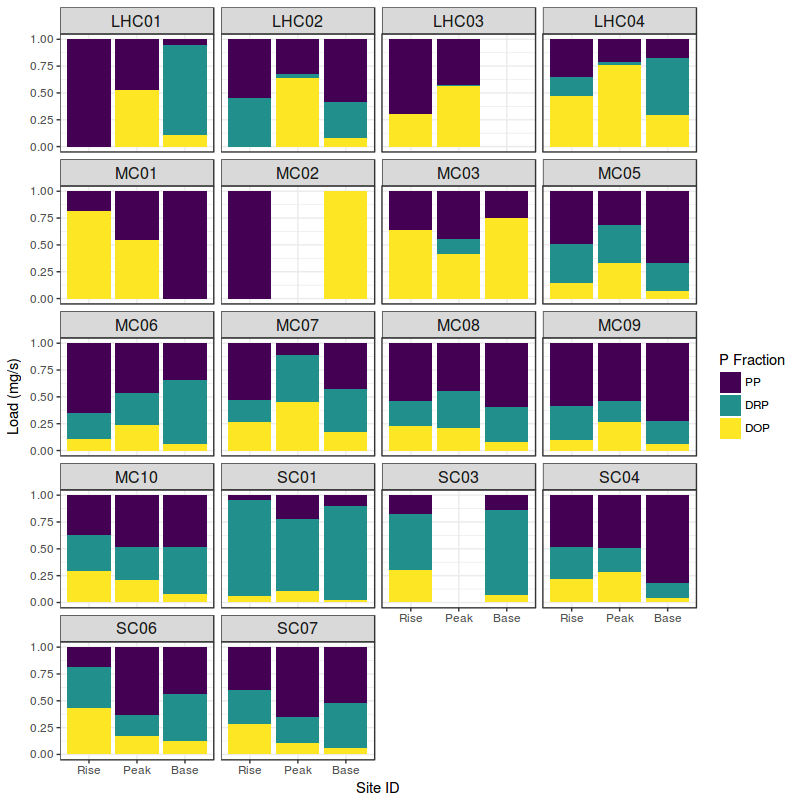 LHC01 LHC02 LHC03 LHC04
1.00
0.75
0.50
0.25
0.00
MC01 MC02 MC03 MC05
1.00
0.75
0.50
0.25
0.00
MC06 MC07 MC08 MC09
1.00
0.75
0.50
0.25
0.00
MC10 SC01 SC03 SC04
1.00
0.75
0.50
0.25
0.00
Rise Peak Base Rise Peak Base
SC06 SC07
1.00
0.75
0.50
0.25
0.00
Rise Peak Base Rise Peak Base
Site ID
Load (mg/s)
P Fraction
PP
DRP
DOP